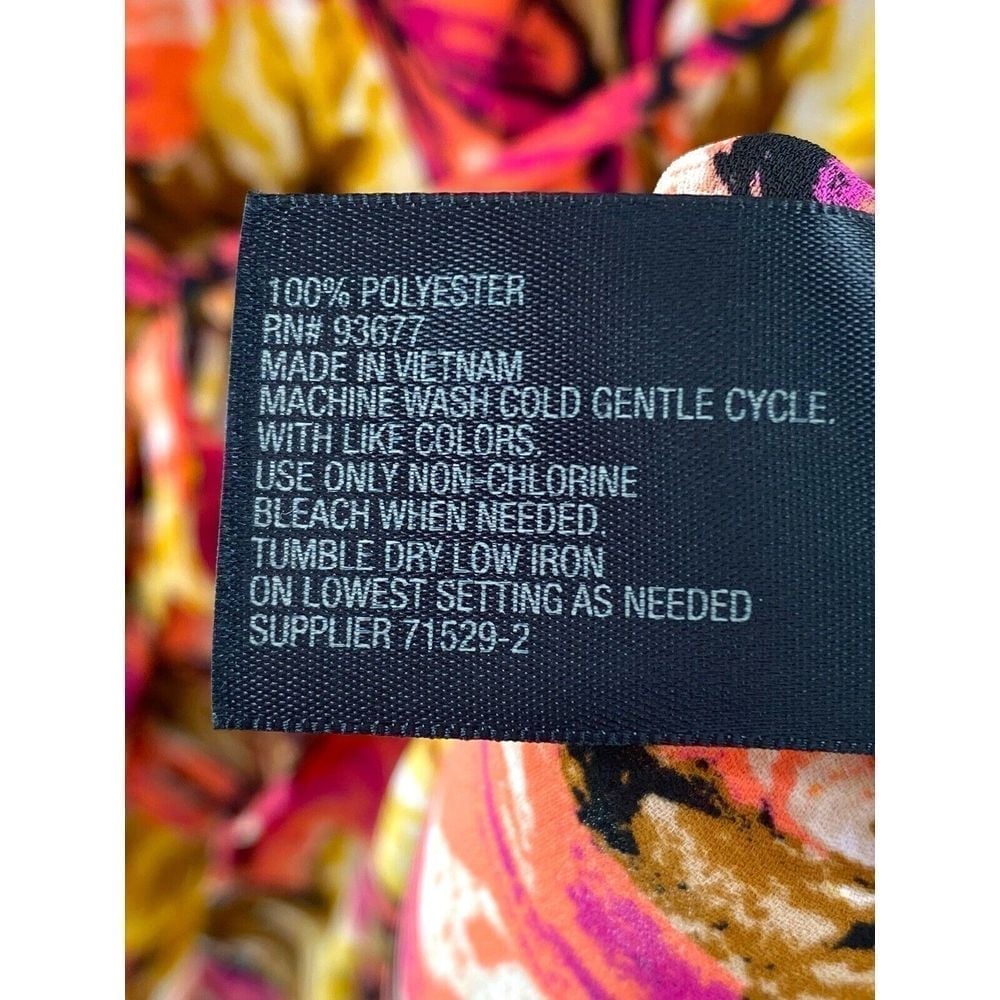 100% POLYESTER
RN# 93677
MADE IN VIETNAM
MACHINE WASH COLD GENTLE CYCLE.
WITH LIKE COLORS.
USE ONLY NON-CHLORINE
BLEACH WHEN NEEDED.
TUMBLE DRY LOW IRON
ON LOWEST SETTING AS NEEDED
SUPPLIER 71529-2